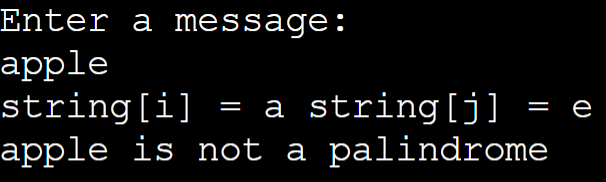 Enter a message:
apple
string[i] = a string[j] = e
apple is not a palindrome